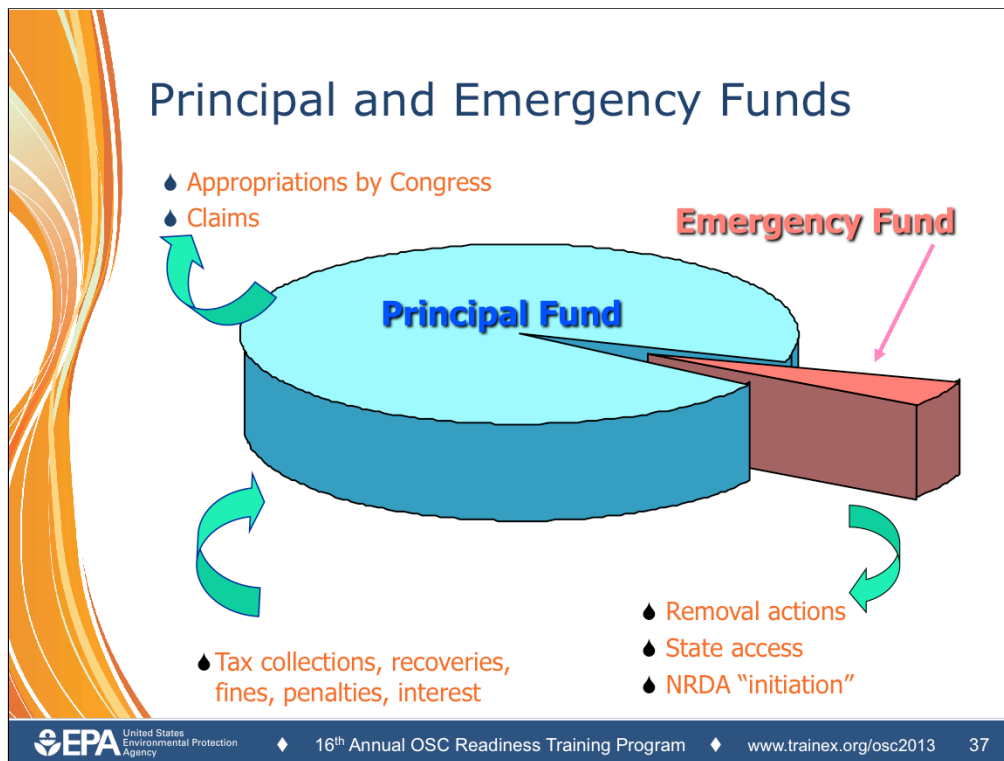 Principal and Emergency Funds
Appropriations by Congress
Claims
Emergency Fund
Principal Fund
Tax collections, recoveries,
fines, penalties, interest
Removal actions
State access
NRDA “initiation”
EPA
United States
Environmental Protection
Agency
16th Annual OSC Readiness Training Program
www.trainex.org/osc2013
37